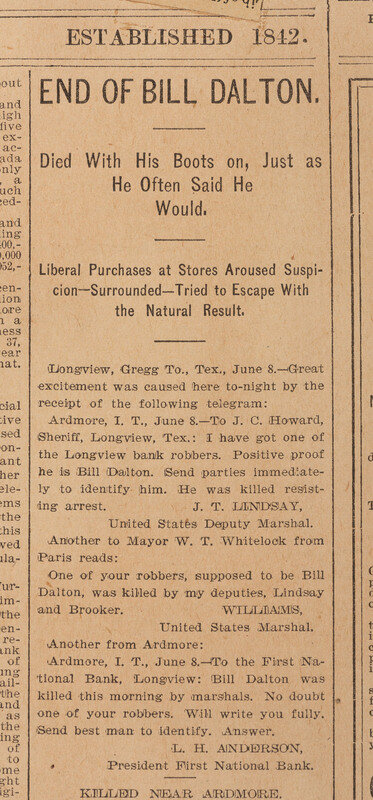 ESTABLISHED 1842.
END OF BILL DALTON.
Died With His Boots on, Just as
He Often Said He
Would.
Liberal Purchases at Stores Aroused Suspi-
cion—Surrounded—Tried to Escape With
the Natural Result.
Longview, Gregg To., Tex., June 8.—Great
excitement was caused here to-night by the
receipt of the following telegram:
Ardmore, I. T., June 8.—To J. C. Howard,
Sheriff, Longview, Tex.: I have got one of
the Longview bank robbers. Positive proof
he is Bill Dalton. Send parties immediate-
ly to identify him. He was killed resist-
ing arrest. J. T. LINDSAY,
United States Deputy Marshal.
Another to Mayor W. T. Whitelock from
Paris reads:
One of your robbers, supposed to be Bill
Dalton, was killed by my deputies, Lindsay
and Brooker. WILLIAMS,
United States Marshal.
Another from Ardmore:
Ardmore, I. T., June 8.—To the First Na-
tional Bank, Longview: Bill Dalton was
killed this morning by marshals. No doubt
one of your robbers. Will write you fully.
Send best man to identify. Answer.
L. H. ANDERSON,
President First National Bank.
KILLED NEAR ARDMORE.